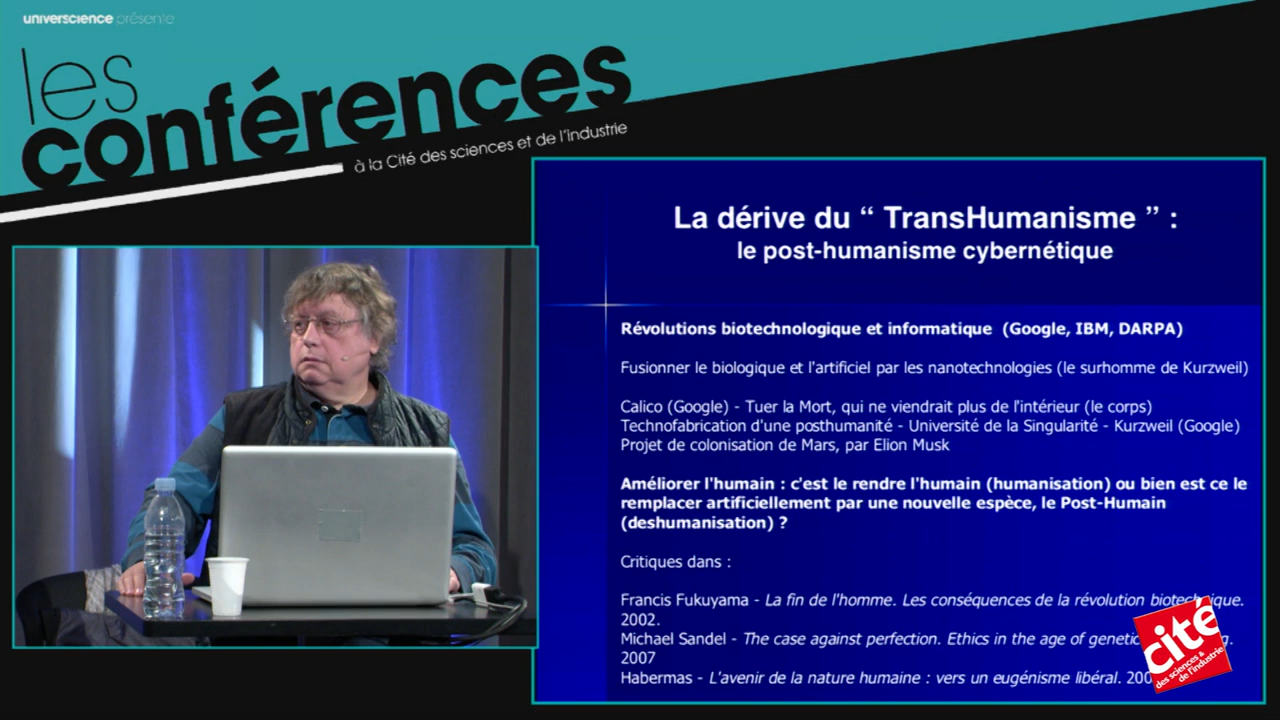 universcience présente
les
conférences
à la Cité des sciences et de l'industrie
La dérive du “ TransHumanisme ” :
le post-humanisme cybernétique
Révolutions biotechnologique et informatique (Google, IBM, DARPA)
Fusionner le biologique et l'artificiel par les nanotechnologies (le surhomme de Kurzweil)
Calico (Google) - Tuer la Mort, qui ne viendrait plus de l'intérieur (le corps)
Technofabrication d'une posthumanité - Université de la Singularité - Kurzweil (Google)
Projet de colonisation de Mars, par Elion Musk
Améliorer l'humain : c'est le rendre l'humain (humanisation) ou bien est ce le
remplacer artificiellement par une nouvelle espèce, le Post-Humain
(deshumanisation) ?
Critiques dans :
Francis Fukuyama - La fin de l'homme. Les conséquences de la révolution
2002.
Michael Sandel - The case against perfection. Ethics in the age of
2007
Habermas - L'avenir de la nature humaine : vers un eugénisme libéral.
cité
des sciences &
de l'industrie